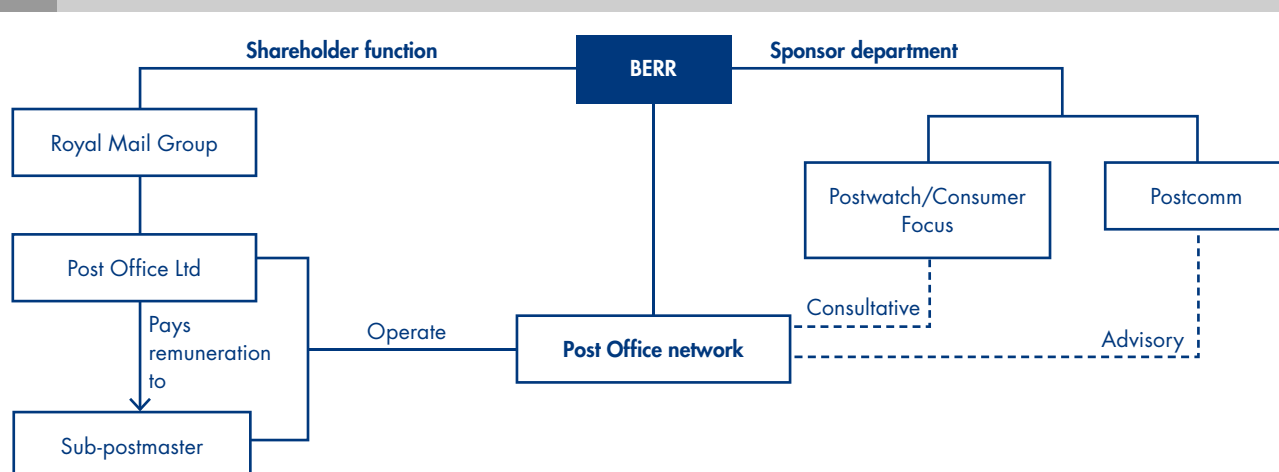 Shareholder function
BERR
Sponsor department
Royal Mail Group
Postwatch/Consumer
Focus
Postcomm
Post Office Ltd
Pays
remuneration
to
Operate
Consultative
Post Office network
Advisory
Sub-postmaster